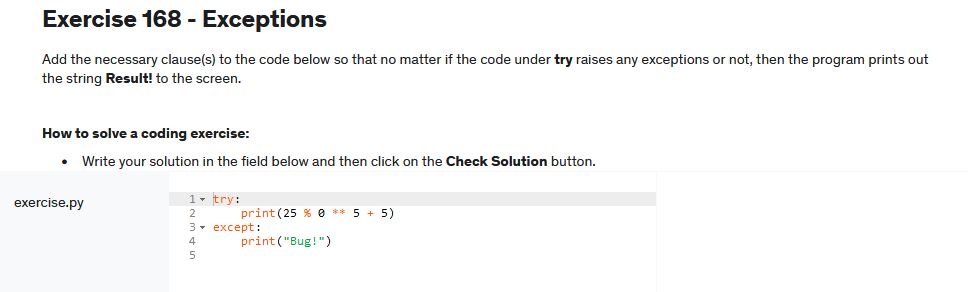 Exercise 168 - Exceptions
Add the necessary clause(s) to the code below so that no matter if the code under try raises any exceptions or not, then the program prints out
the string Result! to the screen.
How to solve a coding exercise:
• Write your solution in the field below and then click on the Check Solution button.
exercise.py
1 try:
2     print(25 % 0 ** 5 + 5)
3 except:
4     print("Bug!")
5